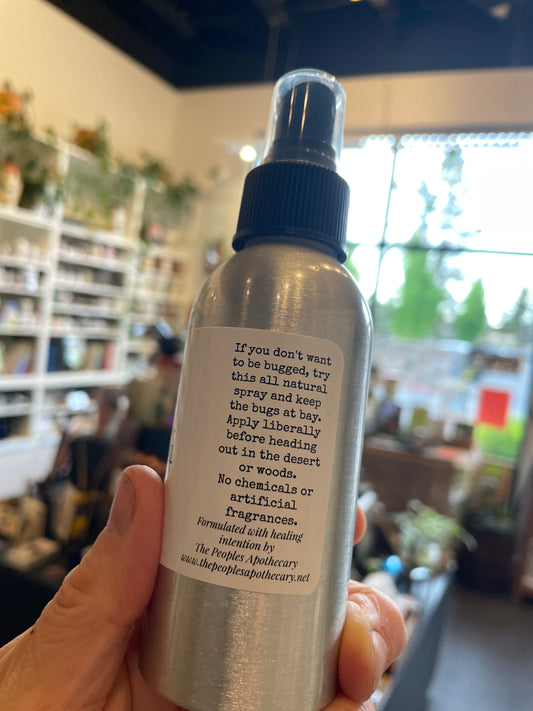 If you don't want
to be bugged, try
this all natural
spray and keep
the bugs at bay.
Apply liberally
before heading
out in the desert
or woods.
No chemicals or
artificial
fragrances.
Formulated with healing
intention by
The Peoples Apothecary
www.thepeoplesapothecary.net